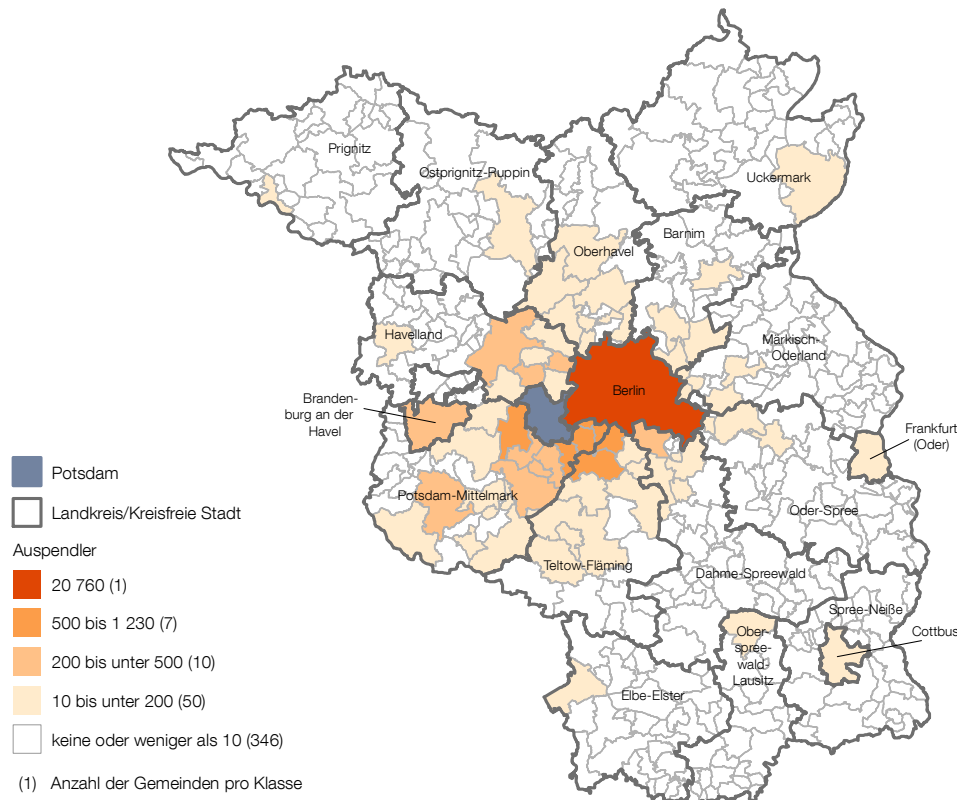 Prignitz
Ostprignitz-Ruppin
Uckermark
Barnim
Oberhavel
Havelland
Märkisch-
Oderland
Berlin
Branden-
burg an der
Havel
Frankfurt
(Oder)
Potsdam-Mittelmark
Oder-Spree
Teltow-Fläming
Dahme-Spreewald
Spree-Neiße
Cottbus
Ober-
spree-
wald-
Lausitz
Elbe-Elster
Potsdam
Landkreis/Kreisfreie Stadt
Auspendler
20 760 (1)
500 bis 1 230 (7)
200 bis unter 500 (10)
10 bis unter 200 (50)
keine oder weniger als 10 (346)
(1) Anzahl der Gemeinden pro Klasse